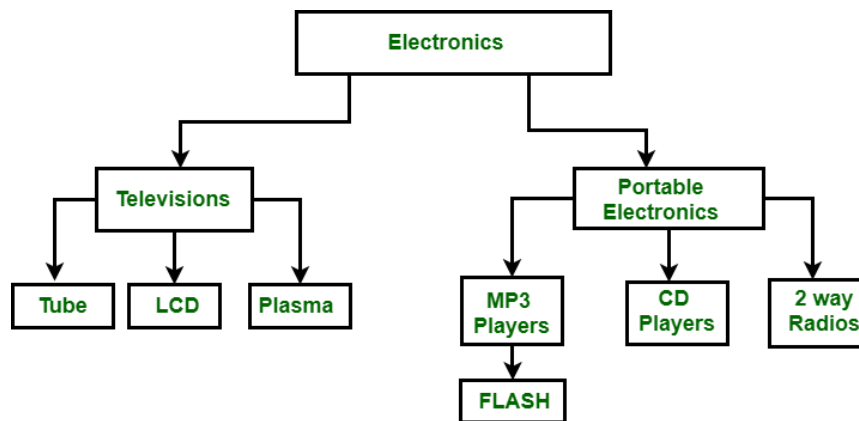 Electronics
Televisions
Portable
Electronics
Tube
LCD
Plasma
MP3
Players
CD
Players
2 way
Radios
FLASH